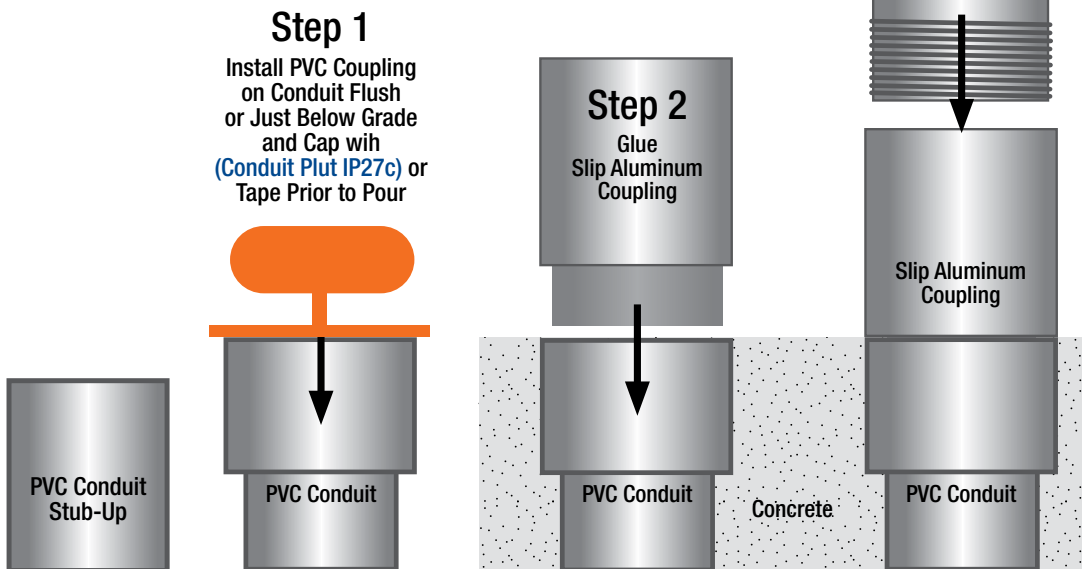 Step 1
Install PVC Coupling
on Conduit Flush
or Just Below Grade
and Cap wih
(Conduit Plut IP27c) or
Tape Prior to Pour
PVC Conduit
Stub-Up
PVC Conduit
Step 2
Glue
Slip Aluminum
Coupling
PVC Conduit
Concrete
Slip Aluminum
Coupling
PVC Conduit